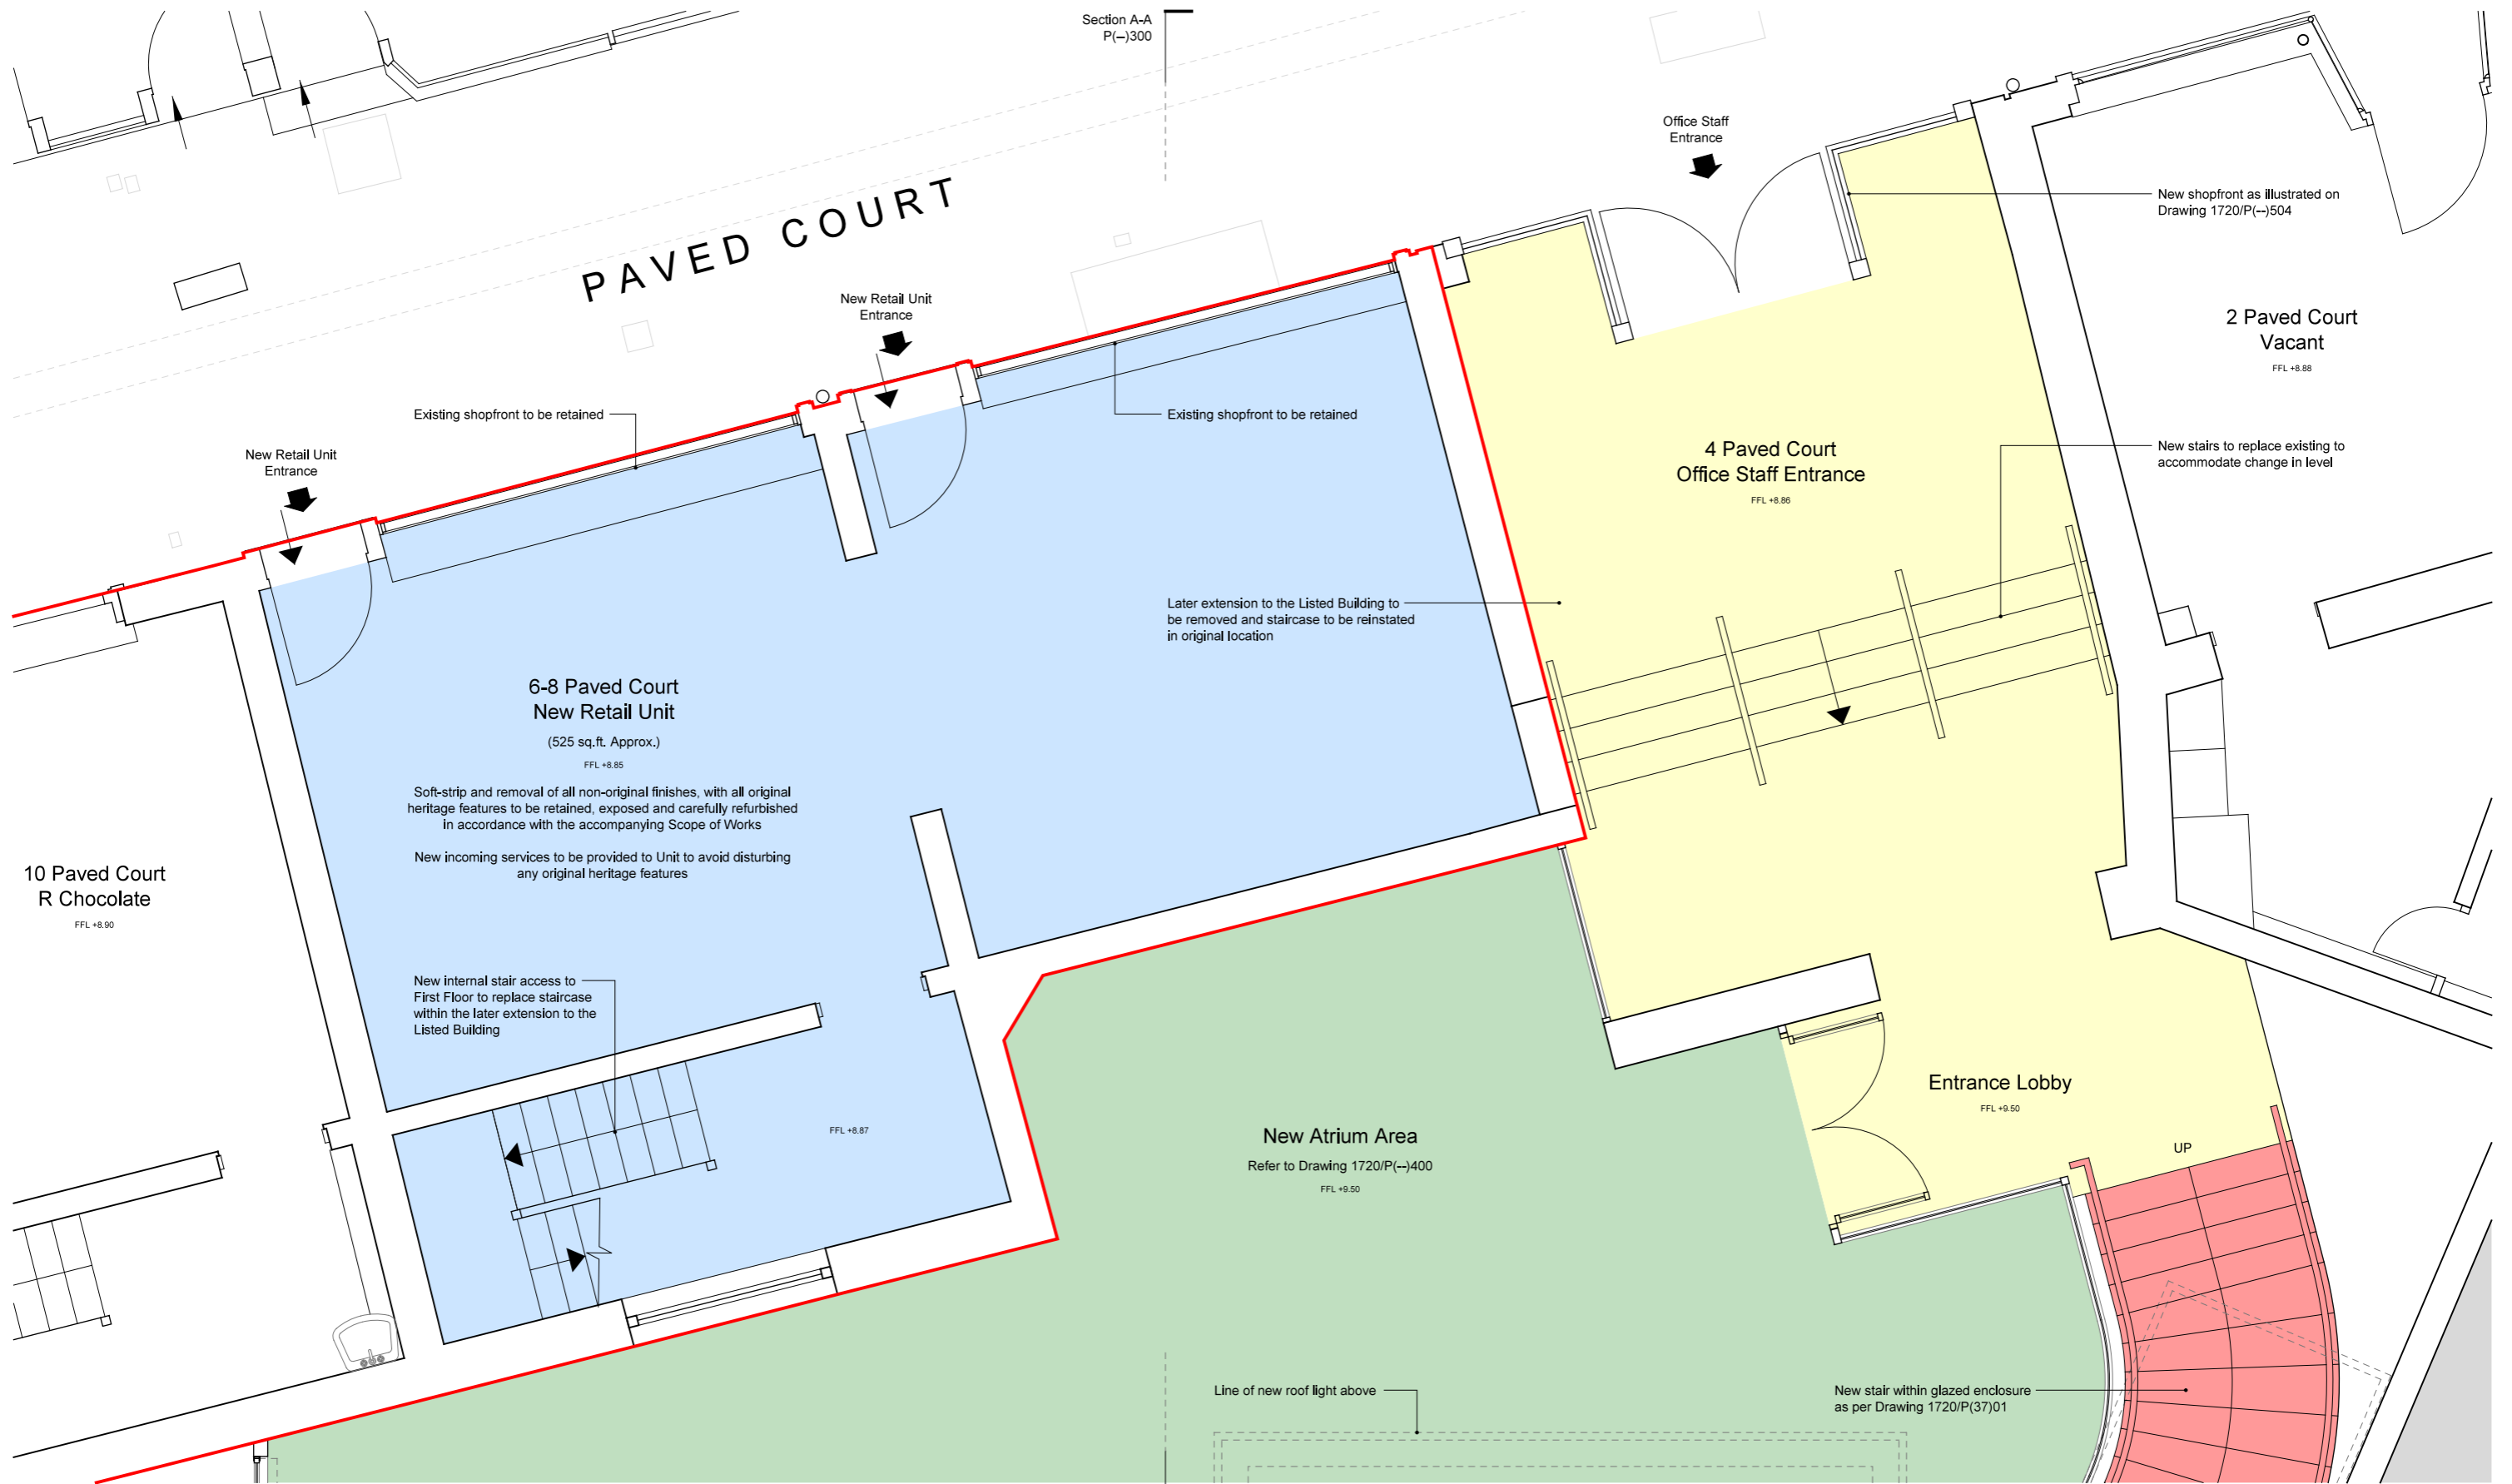 Section A-A
P(--)300
Office Staff
Entrance
PAVED COURT
New shopfront as illustrated on
Drawing 1720/P(--)504
New Retail Unit
Entrance
2 Paved Court
Vacant
FFL +8.88
Existing shopfront to be retained
Existing shopfront to be retained
New Retail Unit
Entrance
4 Paved Court
Office Staff Entrance
FFL +8.86
New stairs to replace existing to
accommodate change in level
Later extension to the Listed Building to
be removed and staircase to be reinstated
in original location
6-8 Paved Court
New Retail Unit
(525 sq.ft. Approx.)
FFL +8.85
Soft-strip and removal of all non-original finishes, with all original
heritage features to be retained, exposed and carefully refurbished
in accordance with the accompanying Scope of Works
New incoming services to be provided to Unit to avoid disturbing
any original heritage features
10 Paved Court
R Chocolate
FFL +8.90
New internal stair access to
First Floor to replace staircase
within the later extension to the
Listed Building
FFL +8.87
New Atrium Area
Refer to Drawing 1720/P(--)400
FFL +9.50
Entrance Lobby
FFL +9.50
UP
Line of new roof light above
New stair within glazed enclosure
as per Drawing 1720/P(37)01